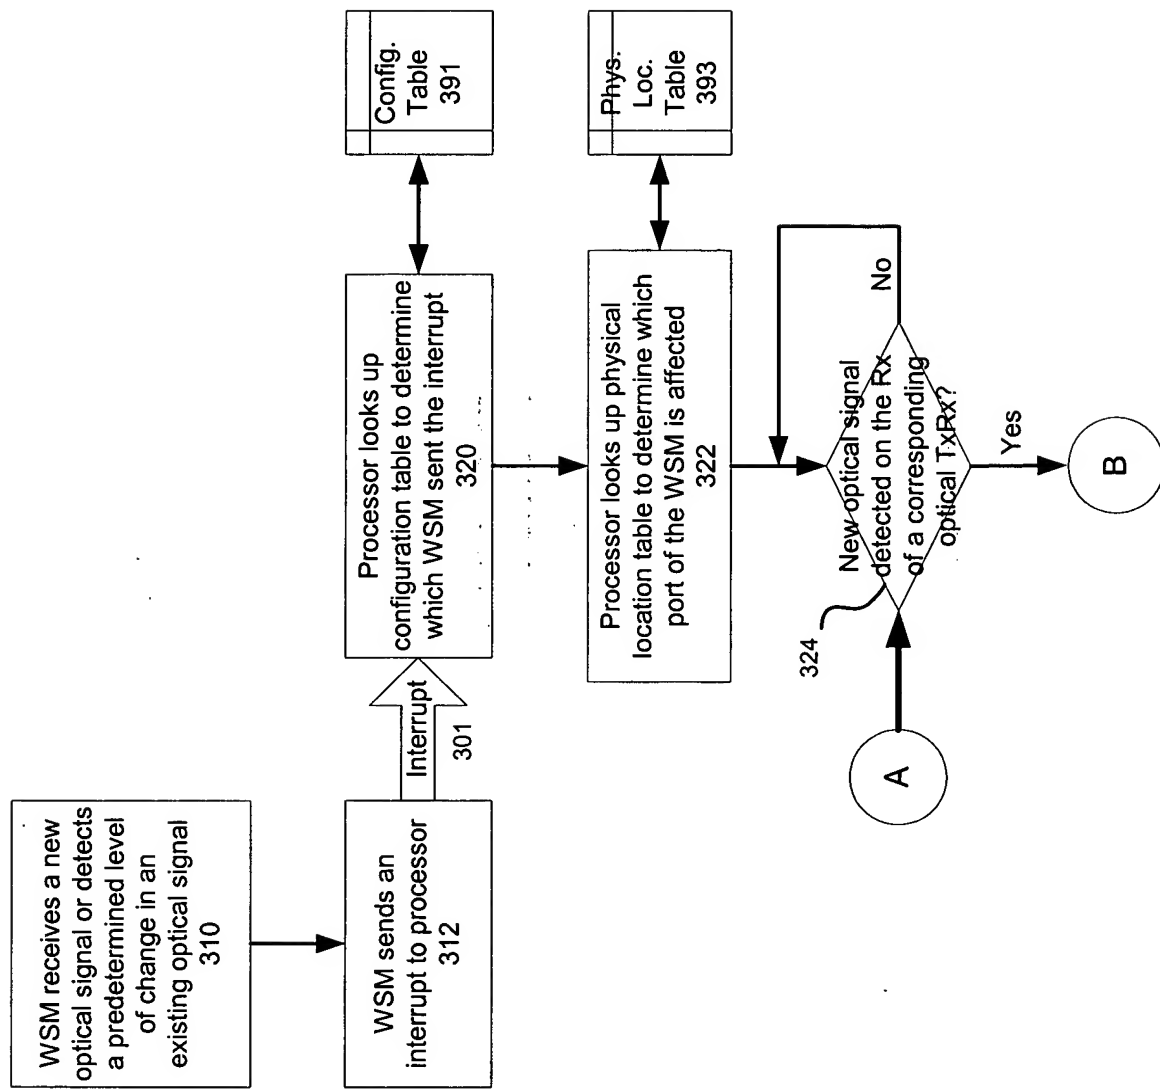 WSM receives a new
optical signal or detects
a predetermined level
of change in an
existing optical signal
310
WSM sends an
interrupt to processor
312
Interrupt
301
Processor looks up
configuration table to determine
which WSM sent the interrupt
320
Config.
Table
391
Processor looks up physical
location table to determine which
port of the WSM is affected
322
Phys.
Loc.
Table
393
A
324
New optical signal
detected on the Rx
of a corresponding
optical TxRx?
No
Yes
B